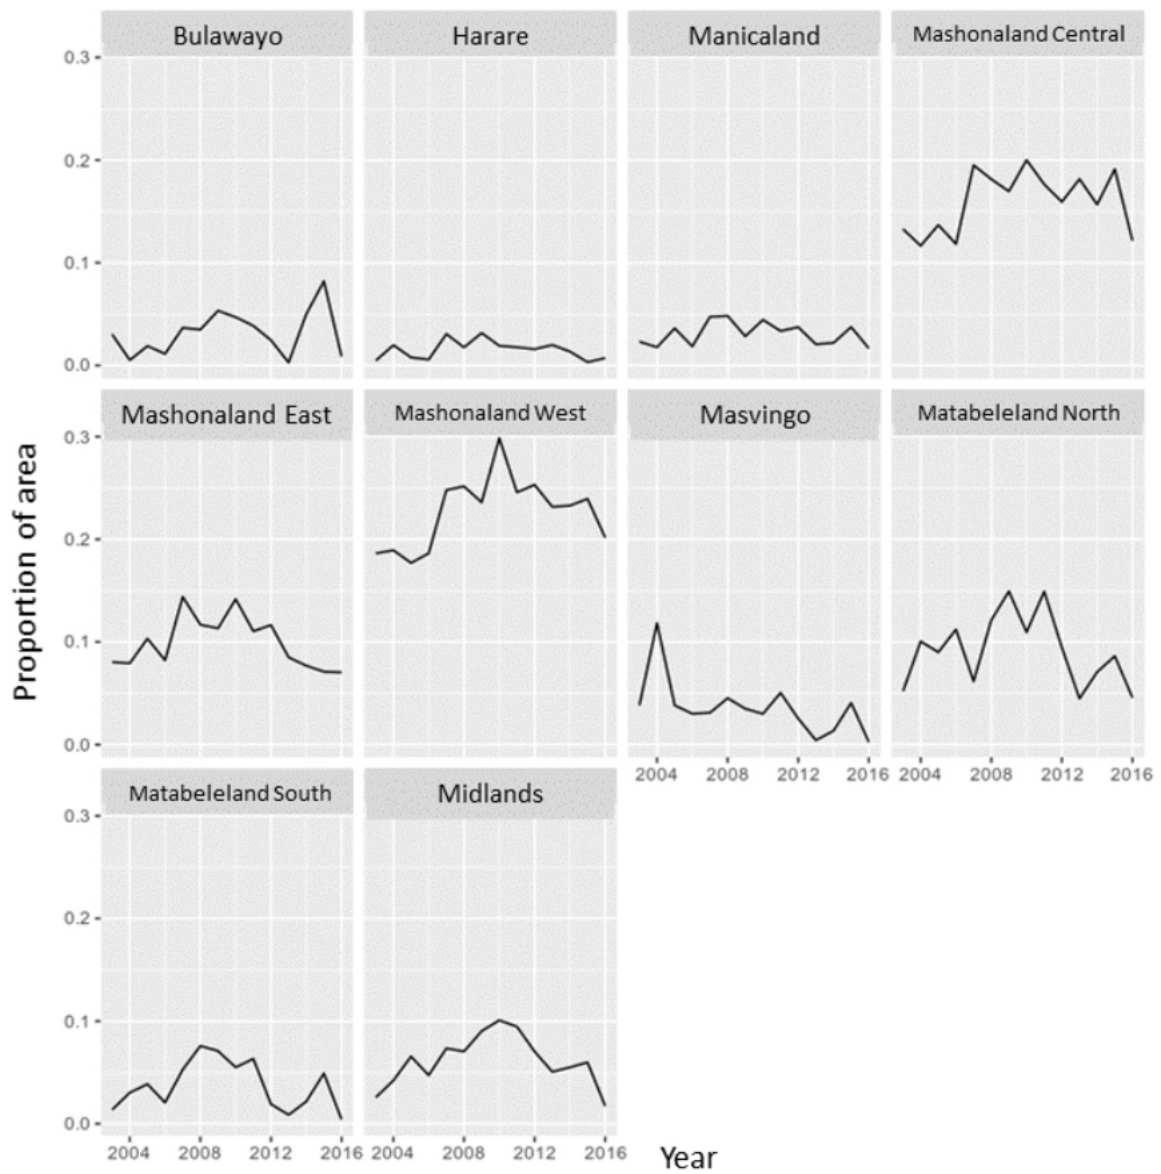 Bulawayo Harare Manicaland Mashonaland Central
0.3
0.2
0.1
0.0
Mashonaland East Mashonaland West Masvingo Matabeleland North
0.3
0.2
0.1
0.0
2004 2008 2012 2016 2004 2008 2012 2016
Matabeleland South Midlands
0.3
0.2
0.1
0.0
2004 2008 2012 2016 2004 2008 2012 2016
Proportion of area
Year